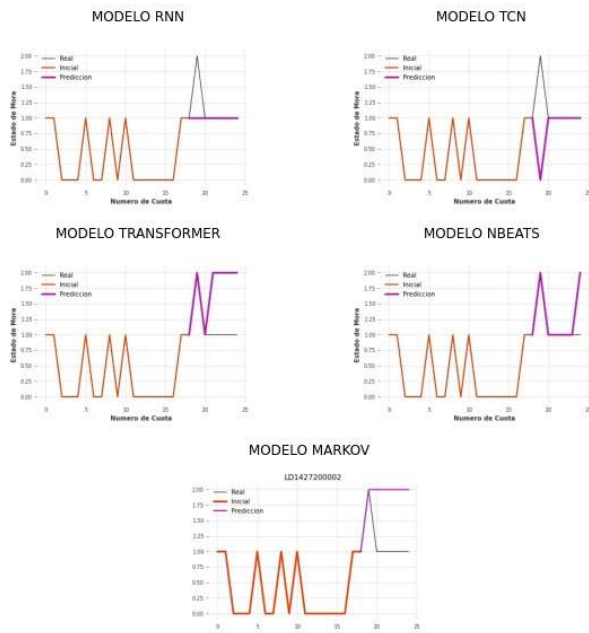 MODELO RNN
2.00
1.75
1.50
1.25
1.00
0.75
0.50
0.25
0.00
Estado de Mora
Real
Inicial
Prediccion
0 5 10 15 20 25
Numero de Cuota
MODELO TCN
2.00
1.75
1.50
1.25
1.00
0.75
0.50
0.25
0.00
Estado de Mora
Real
Inicial
Prediccion
0 5 10 15 20 25
Numero de Cuota
MODELO TRANSFORMER
2.00
1.75
1.50
1.25
1.00
0.75
0.50
0.25
0.00
Estado de Mora
Real
Inicial
Prediccion
0 5 10 15 20 25
Numero de Cuota
MODELO NBEATS
2.00
1.75
1.50
1.25
1.00
0.75
0.50
0.25
0.00
Estado de Mora
Real
Inicial
Prediccion
0 5 10 15 20 25
Numero de Cuota
MODELO MARKOV
LD1427200002
2.00
1.75
1.50
1.25
1.00
0.75
0.50
0.25
0.00
Real
Inicial
Prediccion
0 5 10 15 20 25